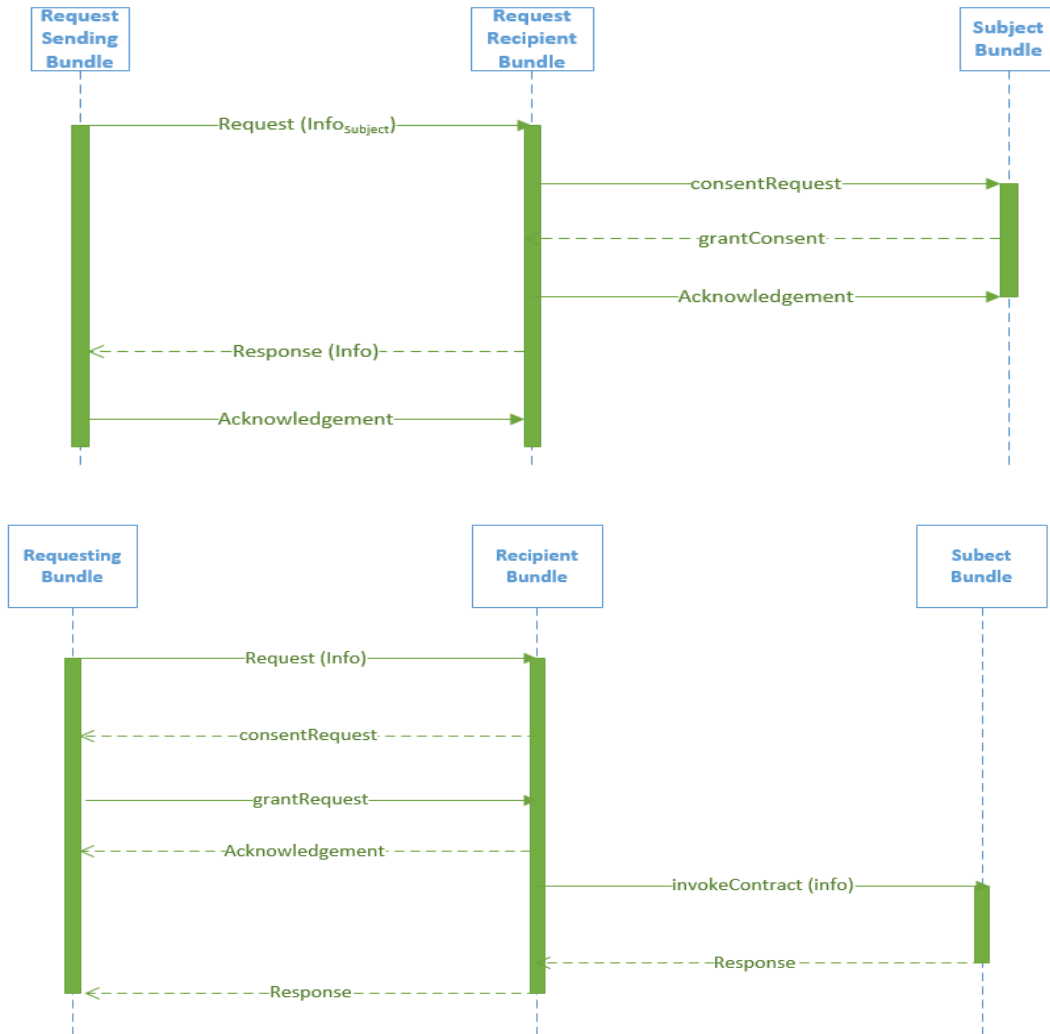 Request
Sending
Bundle
Request
Recipient
Bundle
Subject
Bundle
Request (InfoSubject)
consentRequest
grantConsent
Acknowledgement
Response (Info)
Acknowledgement
Requesting
Bundle
Recipient
Bundle
Subect
Bundle
Request (Info)
consentRequest
grantRequest
Acknowledgement
invokeContract (info)
Response
Response